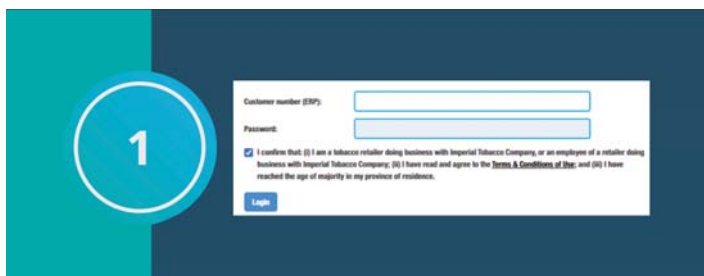 1
Customer number (ERP):
Password:
I confirm that: (i) I am a tobacco retailer doing business with Imperial Tobacco Company, or an employee of a retailer doing
business with Imperial Tobacco Company; (ii) I have read and agree to the Terms & Conditions of Use; and (iii) I have
reached the age of majority in my province of residence.
Login